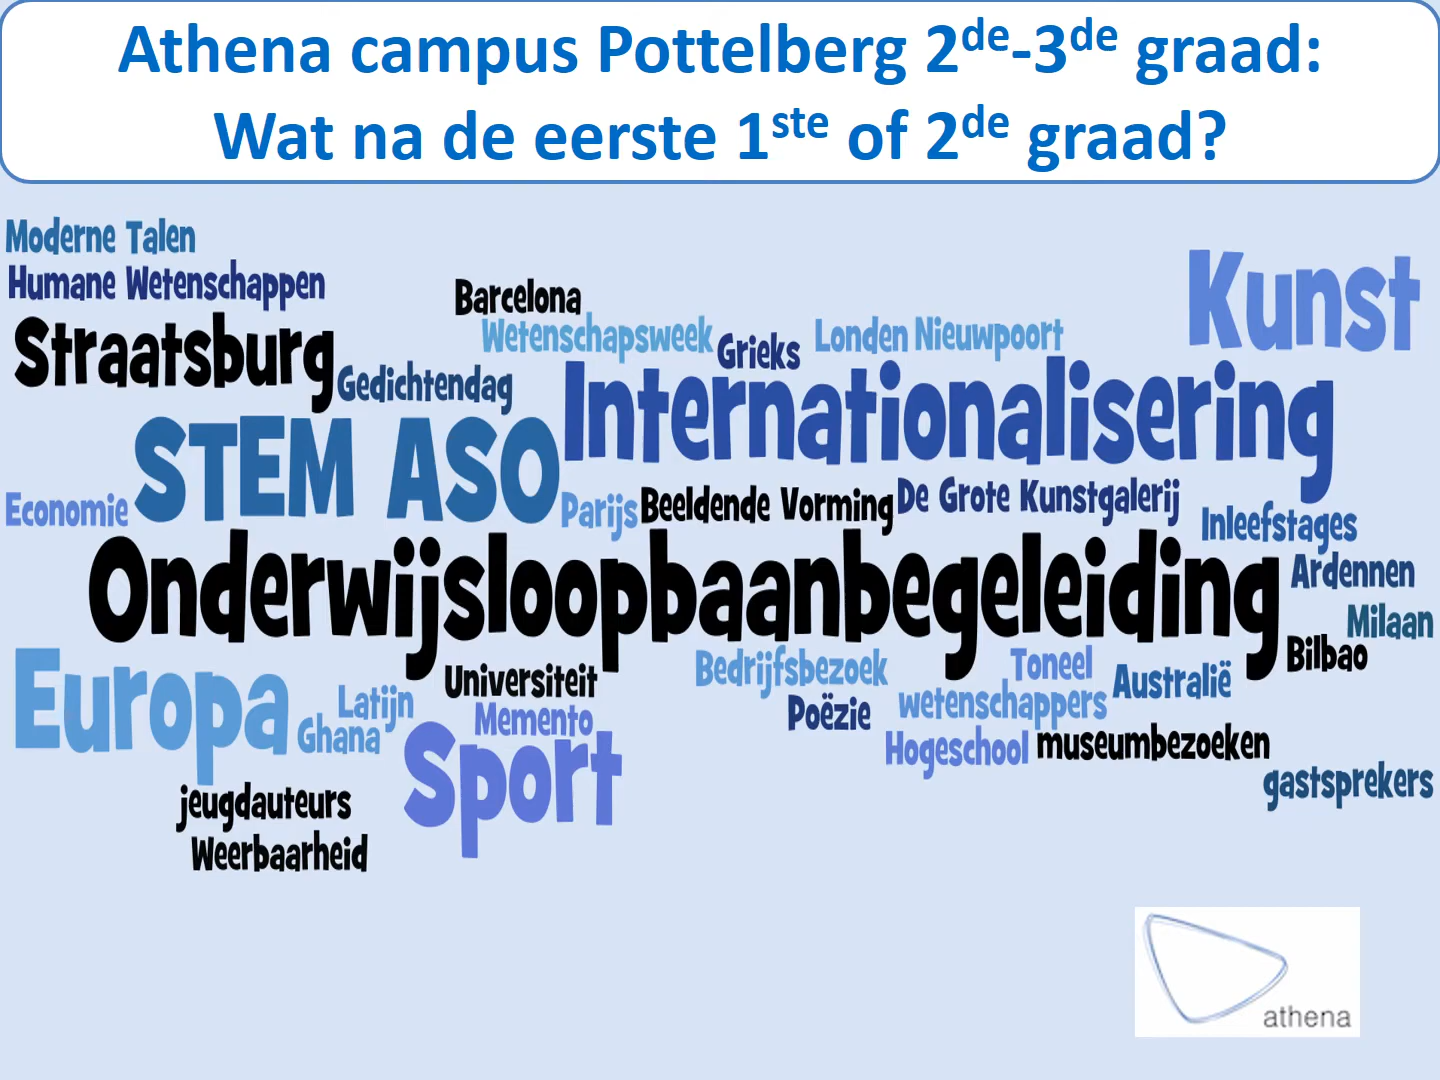 Athena campus Pottelberg 2de-3de graad:
Wat na de eerste 1ste of 2de graad?
Moderne Talen
Humane Wetenschappen
Kunst
Barcelona
Straatsburg
Wetenschapsweek
Grieks
Londen
Nieuwpoort
Gedichtendag
Internationalisering
STEM ASO
Economie
Parijs
Beeldende Vorming
De Grote Kunstgalerij
Inleefstages
Onderwijsloopbaanbegeleiding
Ardennen
Milaan
Bilbao
Europa
Universiteit
Bedrijfsbezoek
Toneel
Australië
Latijn
Ghana
Memento
Poëzie
wetenschappers
Hogeschool
museumbezoeken
Sport
gastsprekers
jeugdauteurs
Weerbaarheid
athena